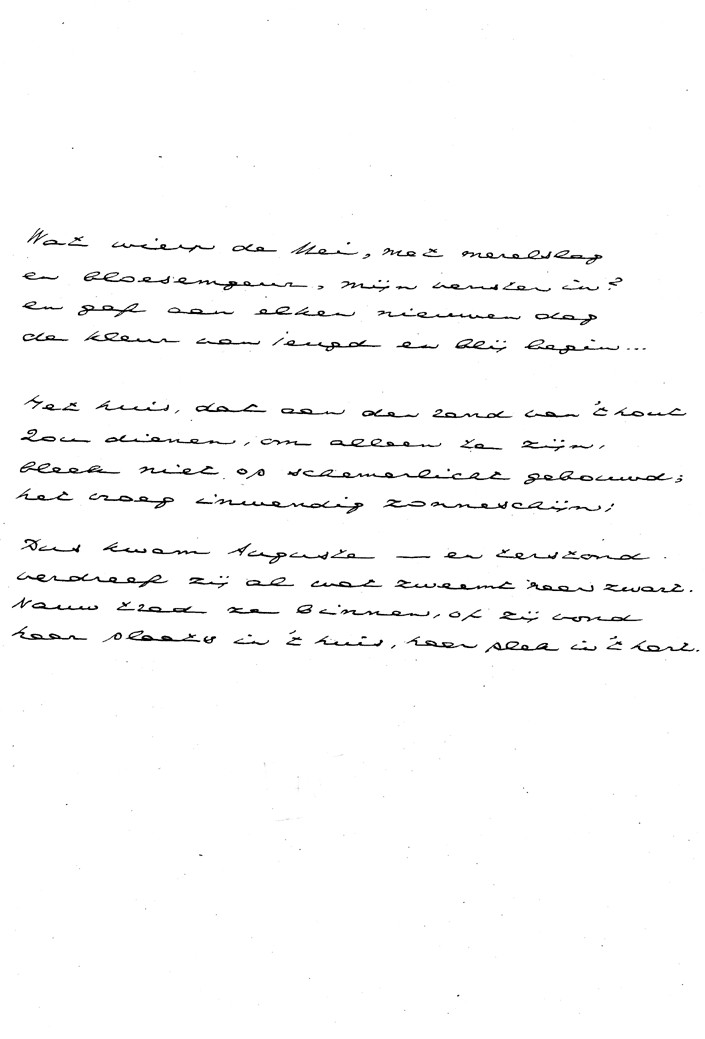 Wat wierp de Mei, met merelslag
en bloesemgeur, mijn venster in?
en gaf aan elken nieuwen dag
de kleur van jeugd en blij begin...
Het huis, dat aan den rand van 't hout
zou dienen, om alleen te zijn,
bleek niet op schemerlicht gebouwd;
het vroeg inwendig zonneschijn;
Dus kwam Auguste — en terstond
verdreef zij al wat zweemt naar zwart.
Nauw trad ze binnen, of zij vond
haar plaats in 't huis, haar plek in 't hart.